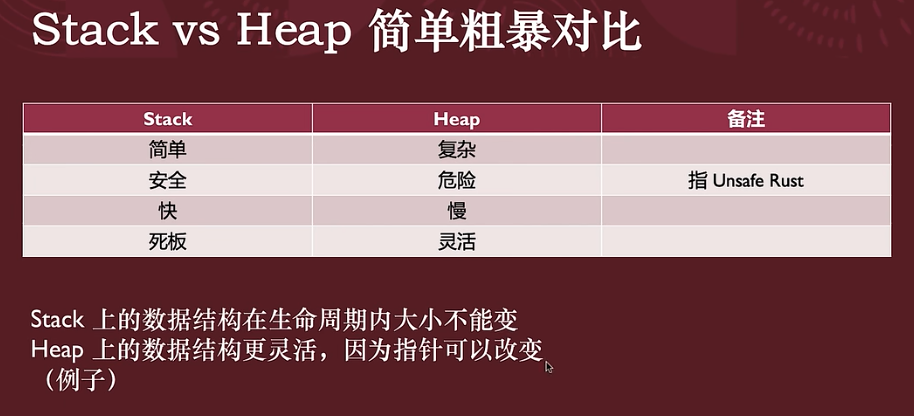 Stack vs Heap 简单粗暴对比
Stack Heap 备注
简单 复杂
安全 危险 指 Unsafe Rust
快 慢
死板 灵活
Stack 上的数据结构在生命周期内大小不能变
Heap 上的数据结构更灵活，因为指针可以改变
（例子）